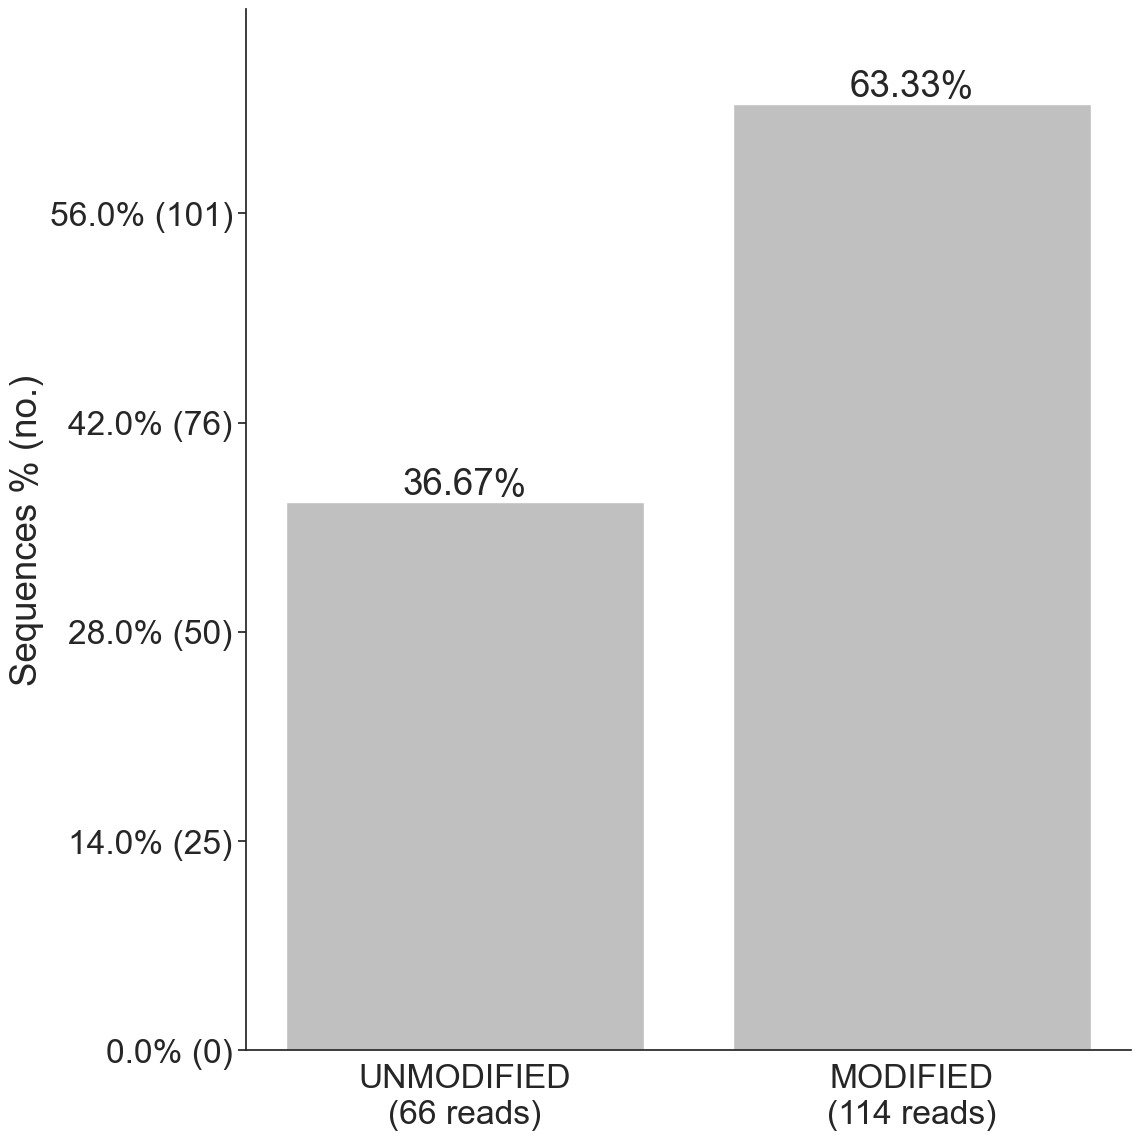 63.33%
56.0% (101)
42.0% (76)
36.67%
28.0% (50)
14.0% (25)
0.0% (0)
Sequences % (no.)
UNMODIFIED
(66 reads)
MODIFIED
(114 reads)